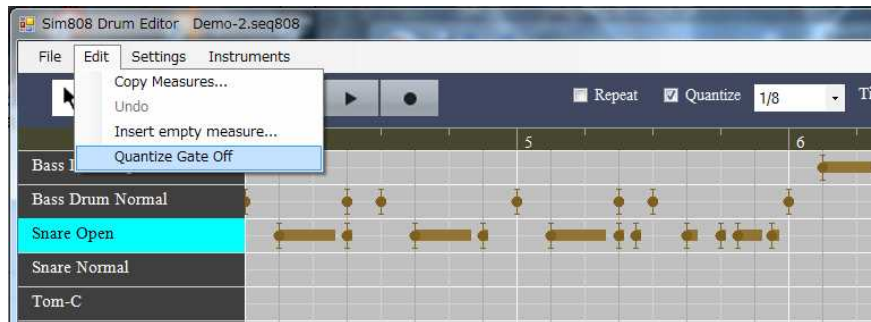 Sim808 Drum Editor Demo-2.seq808
File Edit Settings Instruments
Copy Measures...
Undo
Insert empty measure...
Quantize Gate Off
Repeat Quantize 1/8
5 6
Bass
Bass Drum Normal
Snare Open
Snare Normal
Tom-C